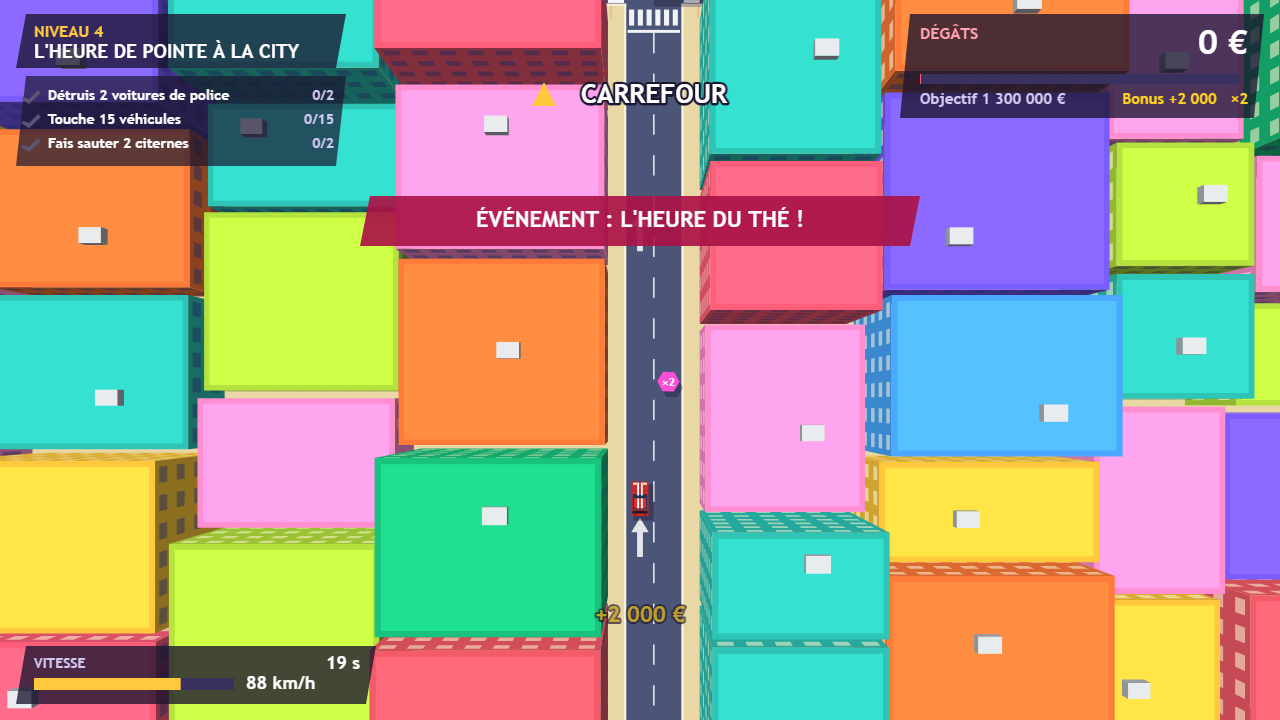 NIVEAU 4
L'HEURE DE POINTE À LA CITY
Détruis 2 voitures de police 0/2
Touche 15 véhicules 0/15
Fais sauter 2 citernes 0/2
DÉGÂTS 0 €
Objectif 1 300 000 € Bonus +2 000 ×2
CARREFOUR
ÉVÉNEMENT : L'HEURE DU THÉ !
×2
+2 000 €
VITESSE 19 s
88 km/h